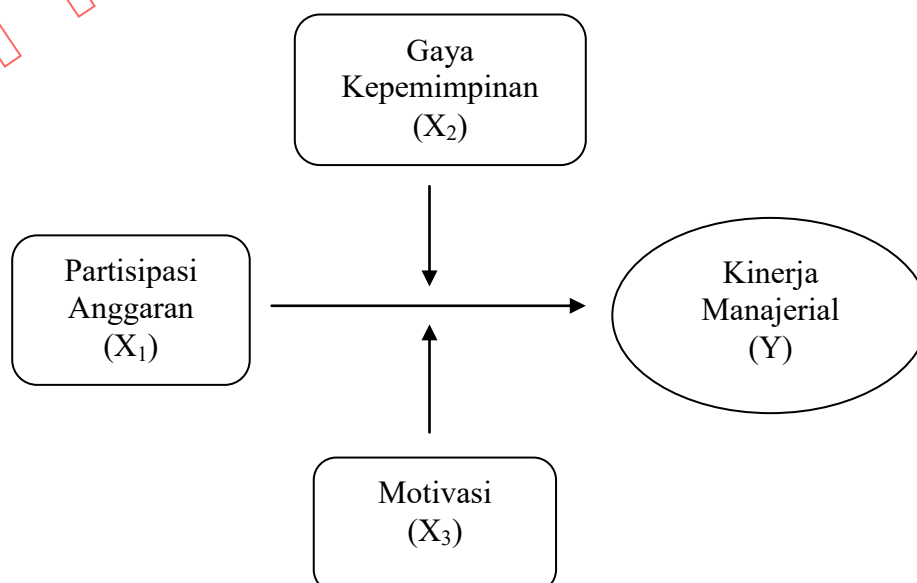 Gaya
Kepemimpinan
(X₂)
Partisipasi
Anggaran
(X₁)
Kinerja
Manajerial
(Y)
Motivasi
(X₃)